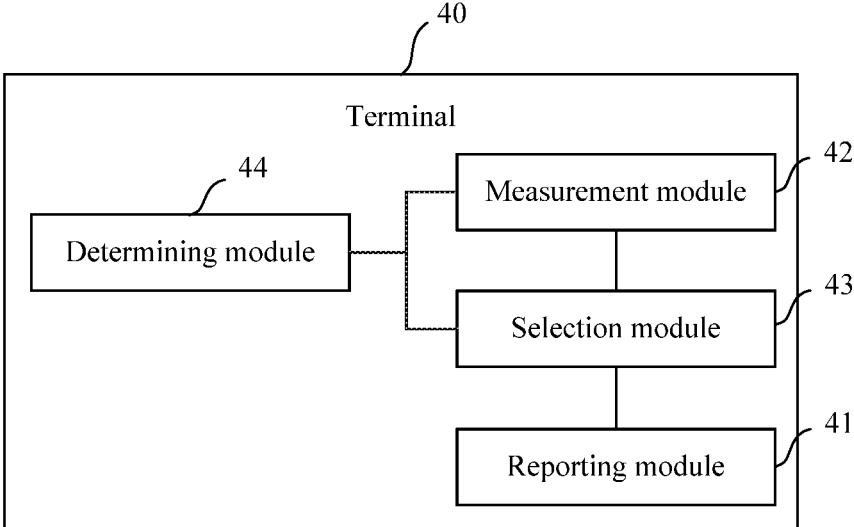 40
Terminal
42
44
Measurement module
Determining module
43
Selection module
41
Reporting module